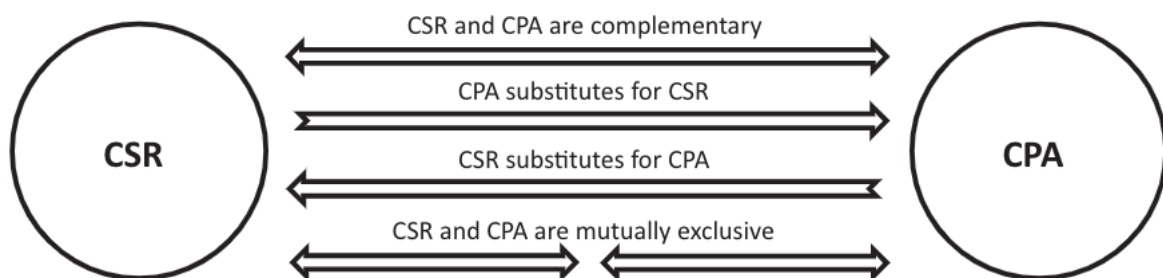 CSR and CPA are complementary
CPA substitutes for CSR
CSR
CPA
CSR substitutes for CPA
CSR and CPA are mutually exclusive